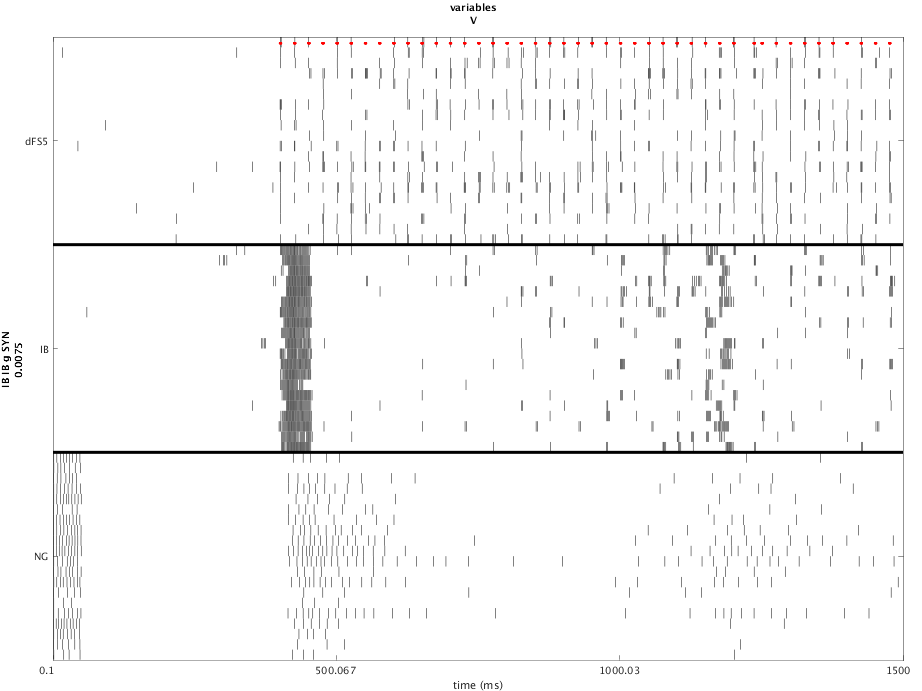 variables
V
dFS5
IB
NG
IB IB g SYN
0.0075
0.1
500.067
1000.03
1500
time (ms)